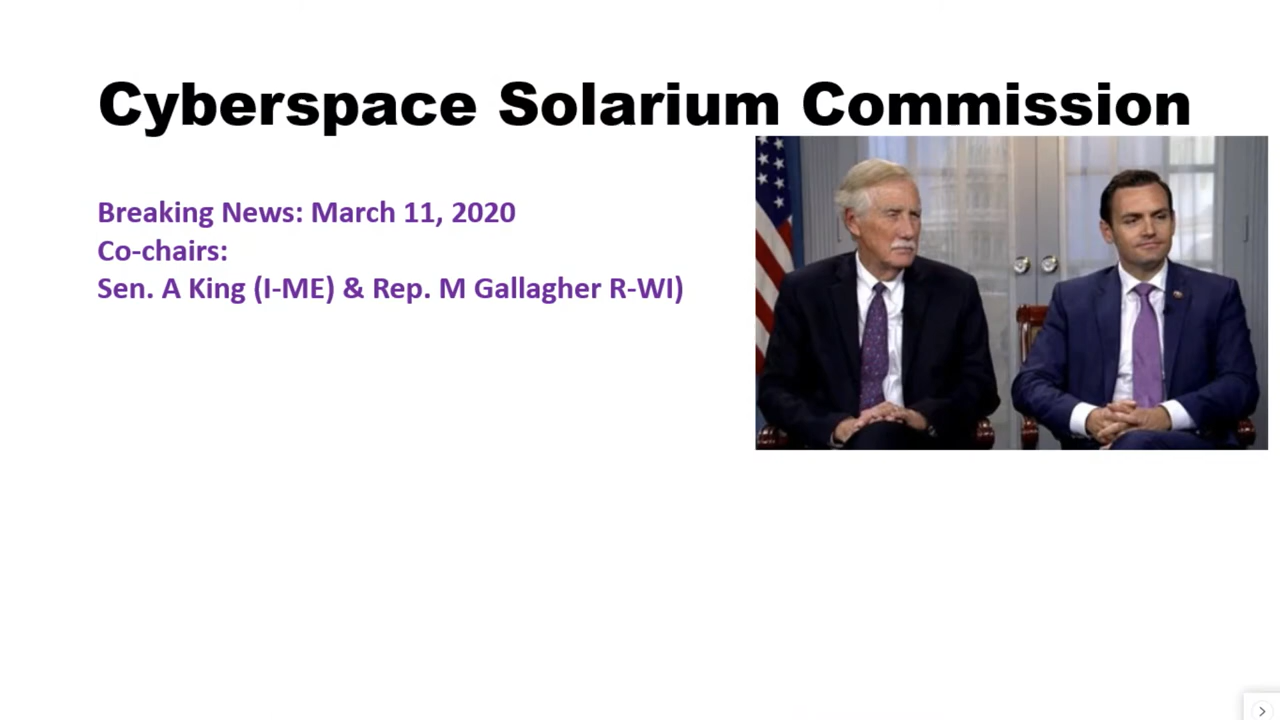 Cyberspace Solarium Commission
Breaking News: March 11, 2020
Co-chairs:
Sen. A King (I-ME) & Rep. M Gallagher R-WI)